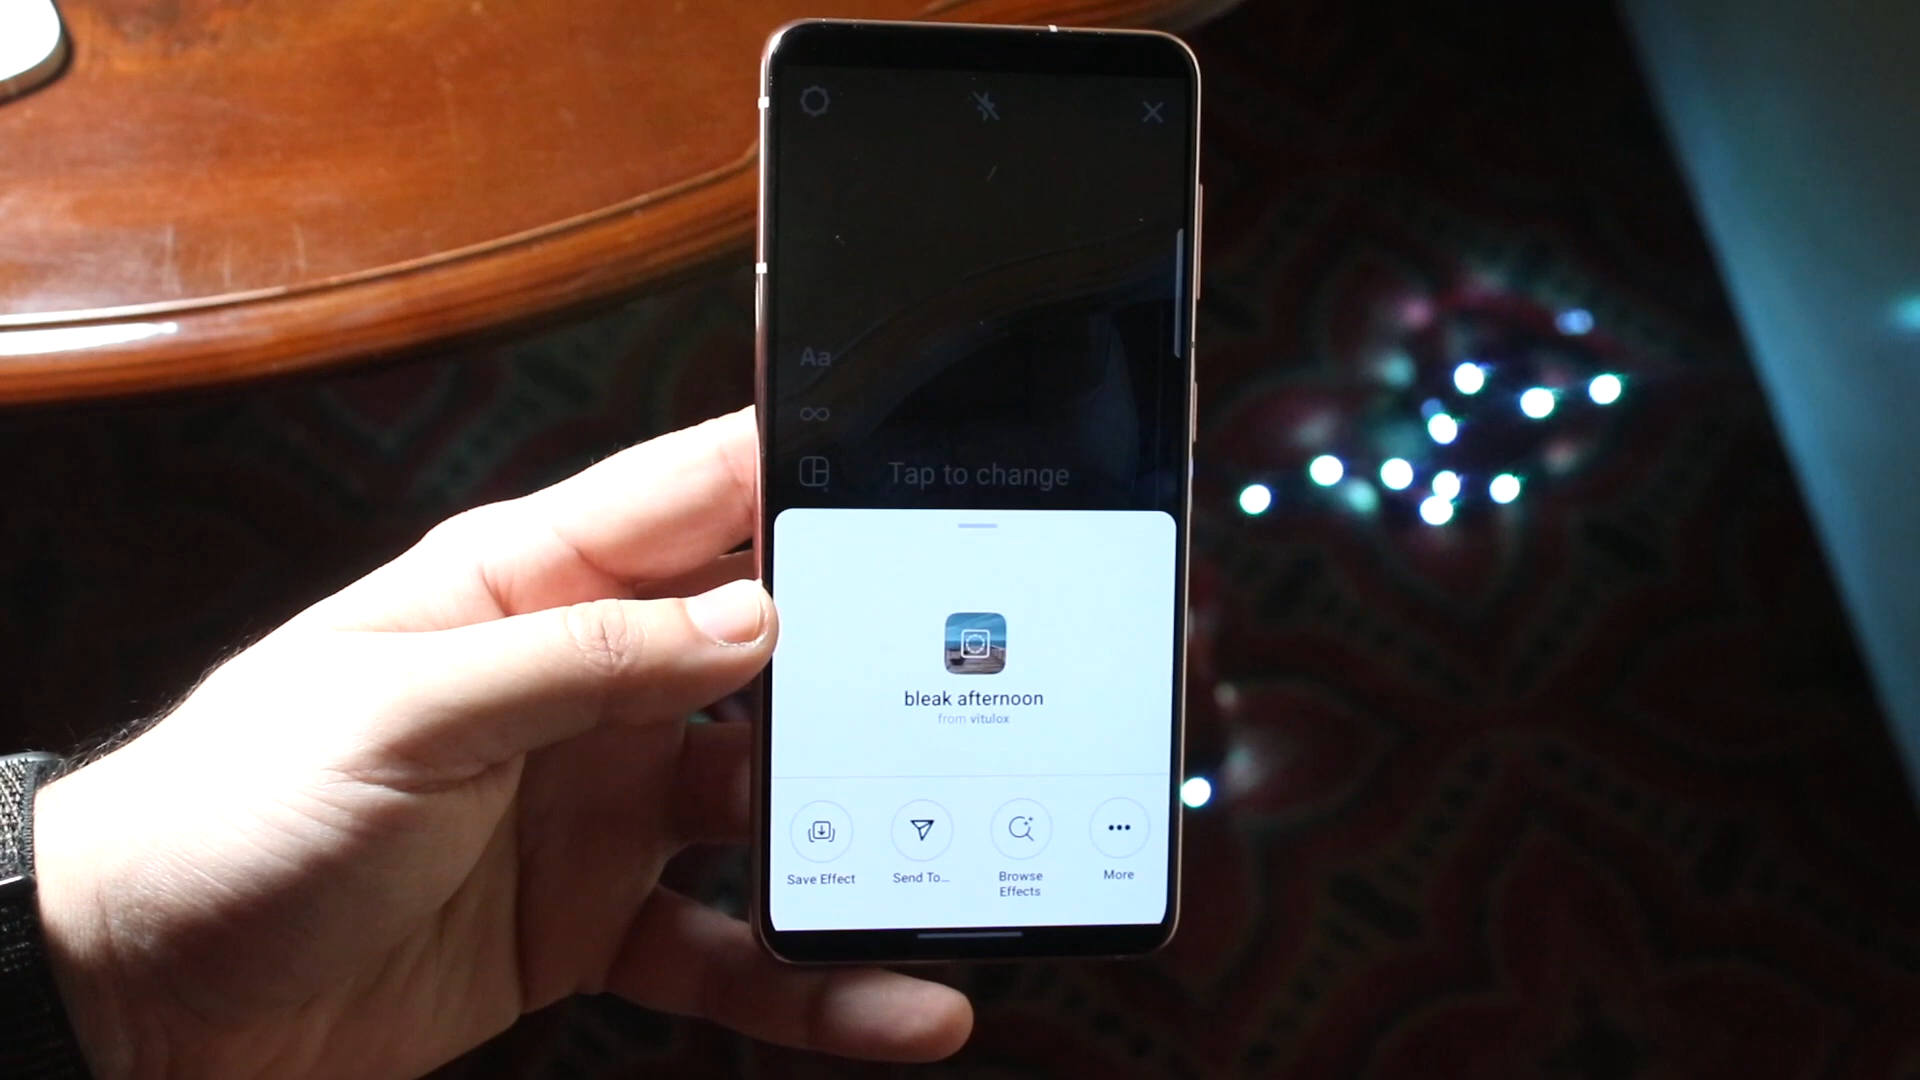 Aa
Tap to change
bleak afternoon
from vitulox
Save Effect
Send To...
Browse
Effects
More